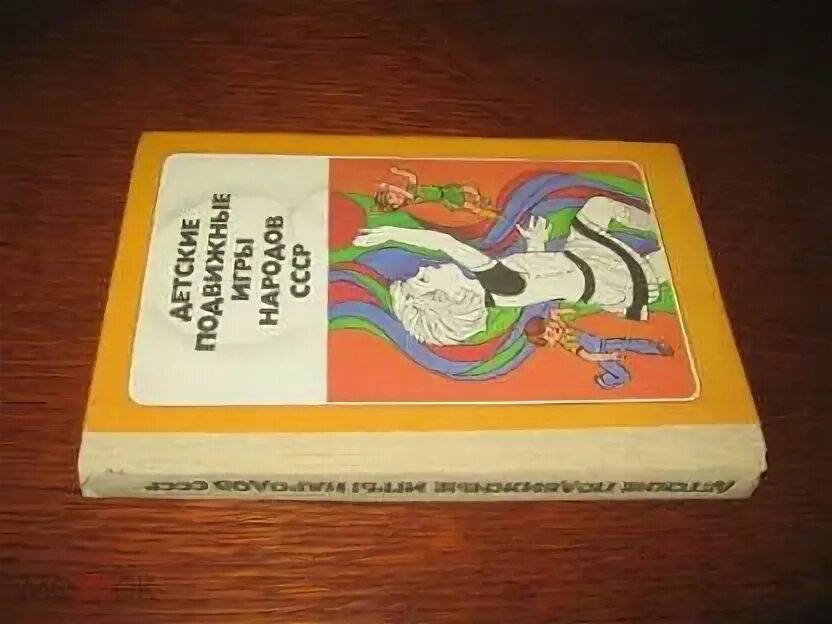 ДЕТСКИЕ
ПОДВИЖНЫЕ
ИГРЫ
НАРОДОВ
СССР
ДЕТСКИЕ ПОДВИЖНЫЕ ИГРЫ НАРОДОВ СССР